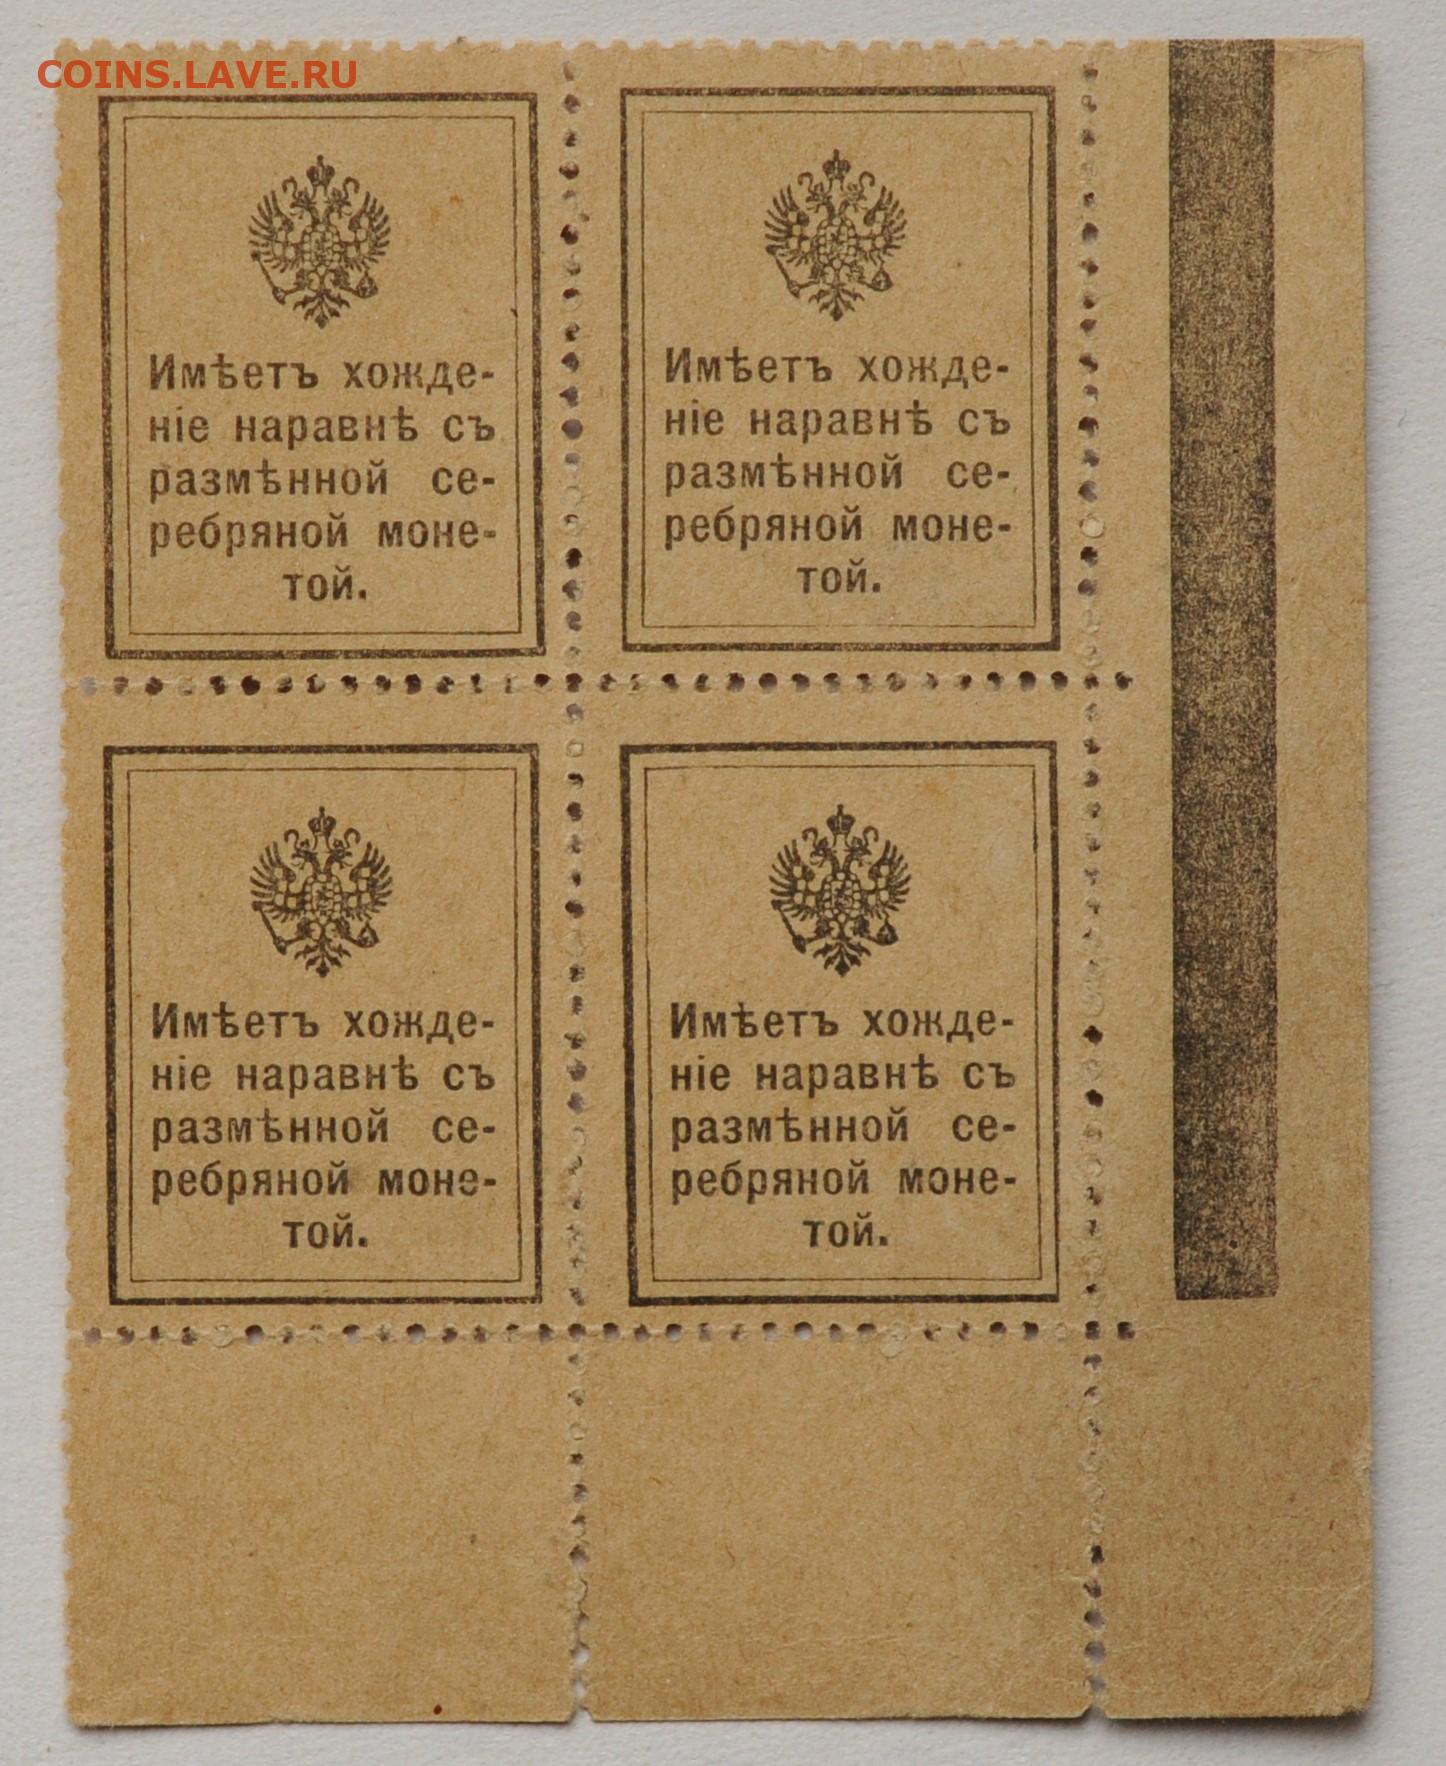 COINS.LAVE.RU
Имѣетъ хожде-
ніе наравнѣ съ
размѣнной се-
ребряной моне-
той.
Имѣетъ хожде-
ніе наравнѣ съ
размѣнной се-
ребряной моне-
той.
Имѣетъ хожде-
ніе наравнѣ съ
размѣнной се-
ребряной моне-
той.
Имѣетъ хожде-
ніе наравнѣ съ
размѣнной се-
ребряной моне-
той.